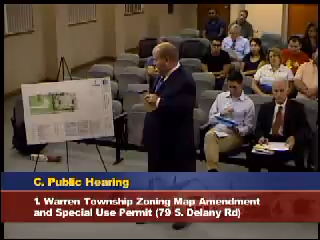 C. Public Hearing
1. Warren Township Zoning Map Amendment
and Special Use Permit (79 S. Delany Rd)